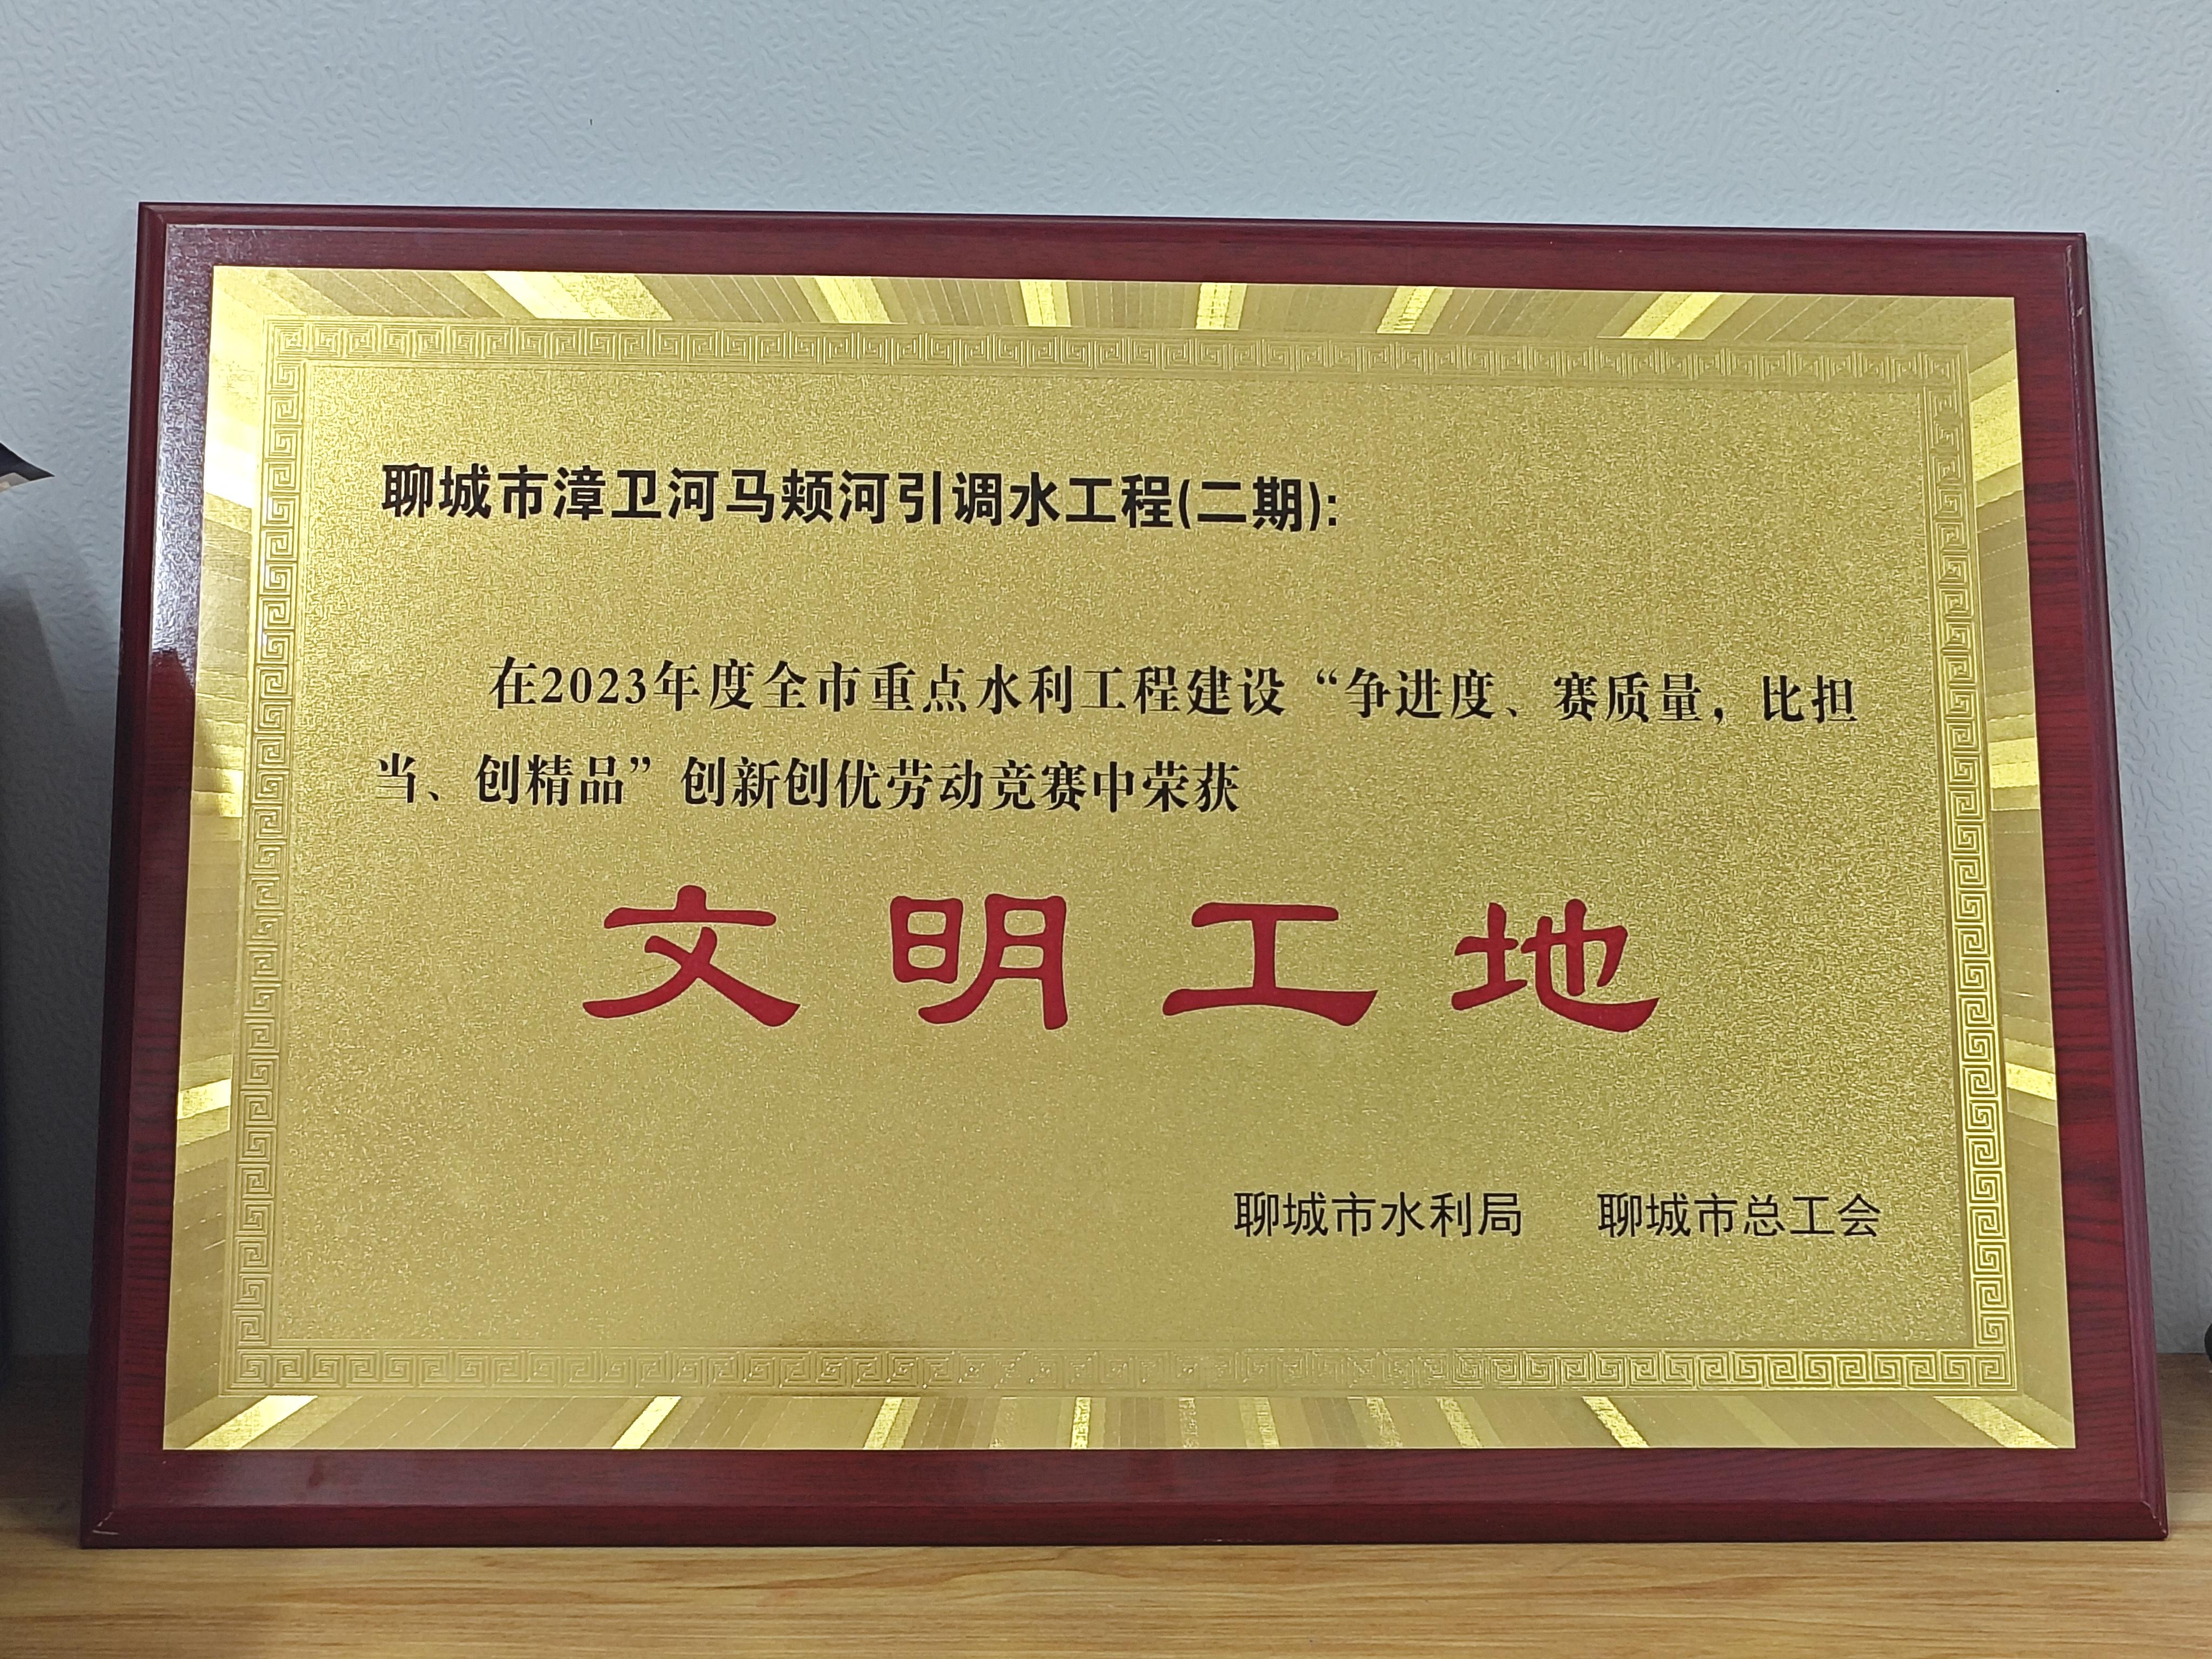 聊城市漳卫河马颊河引调水工程(二期):
在2023年度全市重点水利工程建设“争进度、赛质量，比担
当、创精品”创新创优劳动竞赛中荣获
文明工地
聊城市水利局 聊城市总工会